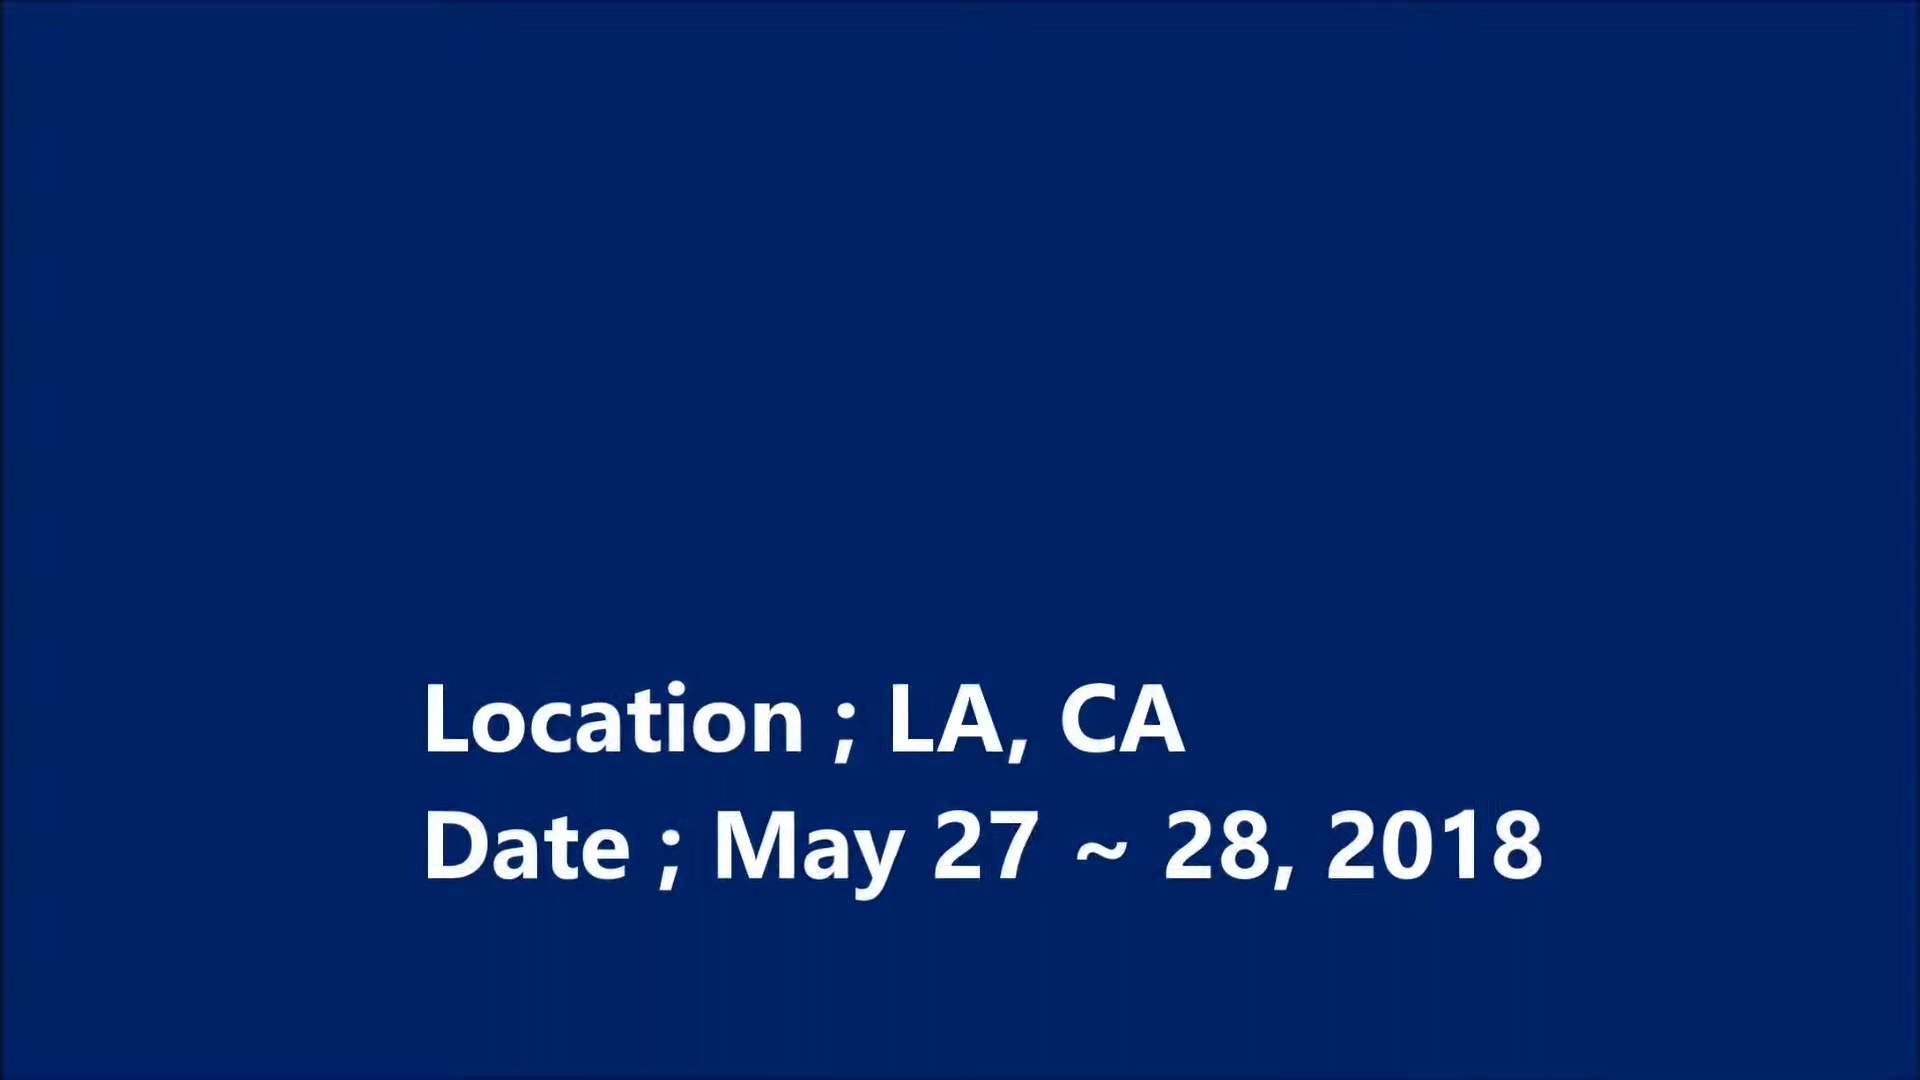 Location ; LA, CA
Date ; May 27 ~ 28, 2018